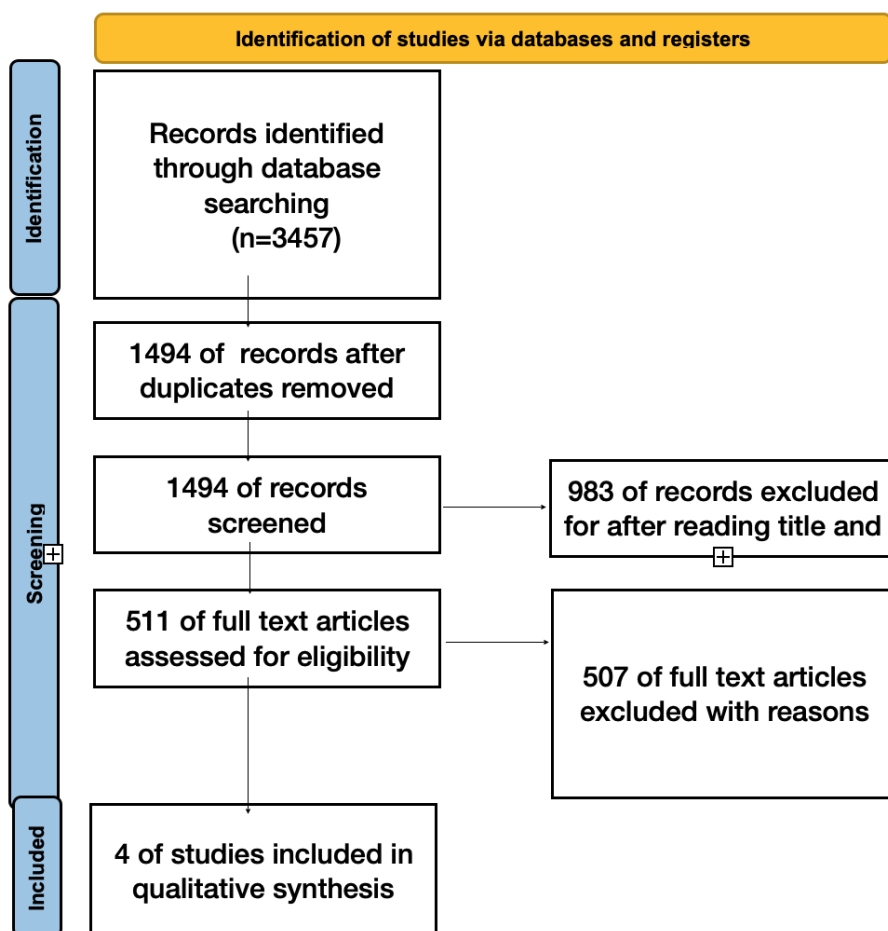 Identification of studies via databases and registers
Identification
Records identified
through database
searching
(n=3457)
Screening
1494 of records after
duplicates removed
1494 of records
screened
983 of records excluded
for after reading title and
511 of full text articles
assessed for eligibility
507 of full text articles
excluded with reasons
Included
4 of studies included in
qualitative synthesis